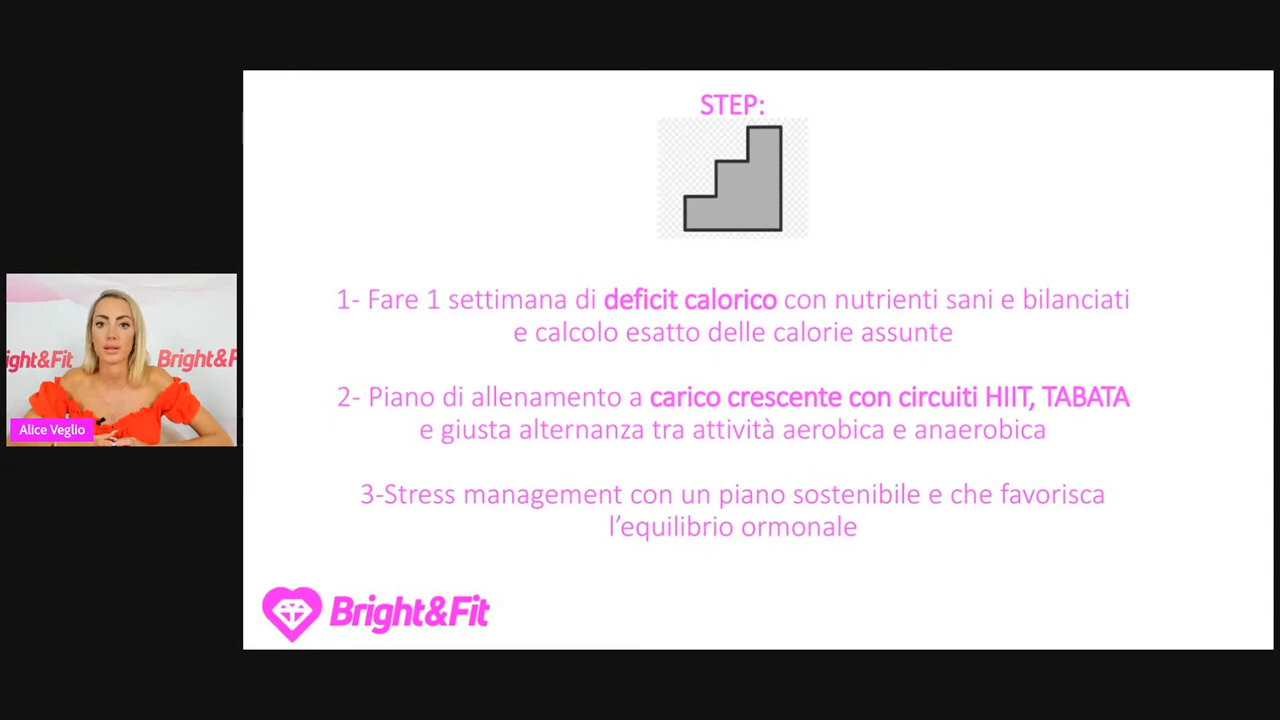 STEP:
1- Fare 1 settimana di deficit calorico con nutrienti sani e bilanciati
e calcolo esatto delle calorie assunte
2- Piano di allenamento a carico crescente con circuiti HIIT, TABATA
e giusta alternanza tra attività aerobica e anaerobica
3-Stress management con un piano sostenibile e che favorisca
l'equilibrio ormonale
ight&Fit
Bright&F
Alice Veglio
Bright&Fit